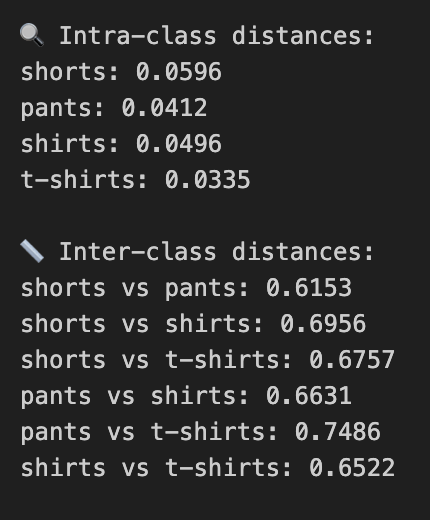 🔍 Intra-class distances:
shorts: 0.0596
pants: 0.0412
shirts: 0.0496
t-shirts: 0.0335
📏 Inter-class distances:
shorts vs pants: 0.6153
shorts vs shirts: 0.6956
shorts vs t-shirts: 0.6757
pants vs shirts: 0.6631
pants vs t-shirts: 0.7486
shirts vs t-shirts: 0.6522